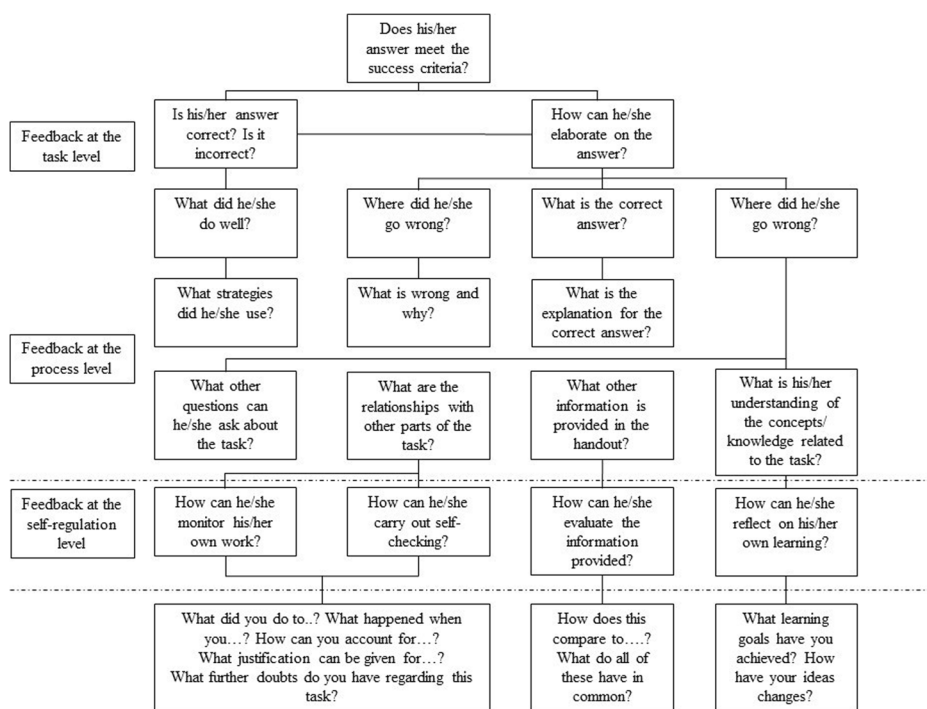 Does his/her
answer meet the
success criteria?
Feedback at the
task level
Is his/her answer
correct? Is it
incorrect?
How can he/she
elaborate on the
answer?
What did he/she
do well?
Where did he/she
go wrong?
What is the correct
answer?
Where did he/she
go wrong?
What strategies
did he/she use?
What is wrong and
why?
What is the
explanation for the
correct answer?
Feedback at the
process level
What other
questions can
he/she ask about
the task?
What are the
relationships with
other parts of the
task?
What other
information is
provided in the
handout?
What is his/her
understanding of
the concepts/
knowledge related
to the task?
Feedback at the
self-regulation
level
How can he/she
monitor his/her
own work?
How can he/she
carry out self-
checking?
How can he/she
evaluate the
information
provided?
How can he/she
reflect on his/her
own learning?
What did you do to..? What happened when
you…? How can you account for…?
What justification can be given for…?
What further doubts do you have regarding this
task?
How does this
compare to….?
What do all of
these have in
common?
What learning
goals have you
achieved? How
have your ideas
changes?